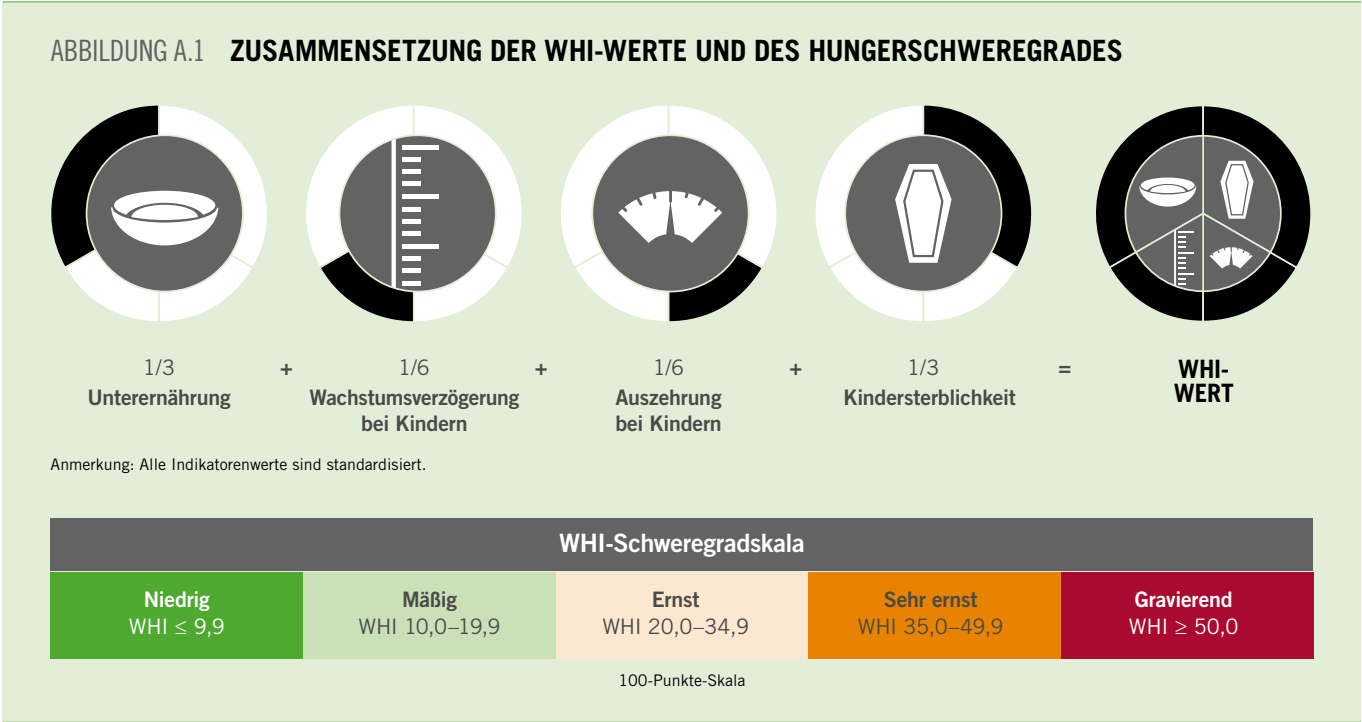 ABBILDUNG A.1 ZUSAMMENSETZUNG DER WHI-WERTE UND DES HUNGERSCHWEREGRADES
1/3 + 1/6 + 1/6 + 1/3 = WHI-
WERT
Unterernährung Wachstumsverzögerung Auszehrung Kindersterblichkeit
bei Kindern bei Kindern
Anmerkung: Alle Indikatorenwerte sind standardisiert.
WHI-Schweregradskala
Niedrig Mäßig Ernst Sehr ernst Gravierend
WHI ≤ 9,9 WHI 10,0–19,9 WHI 20,0–34,9 WHI 35,0–49,9 WHI ≥ 50,0
100-Punkte-Skala